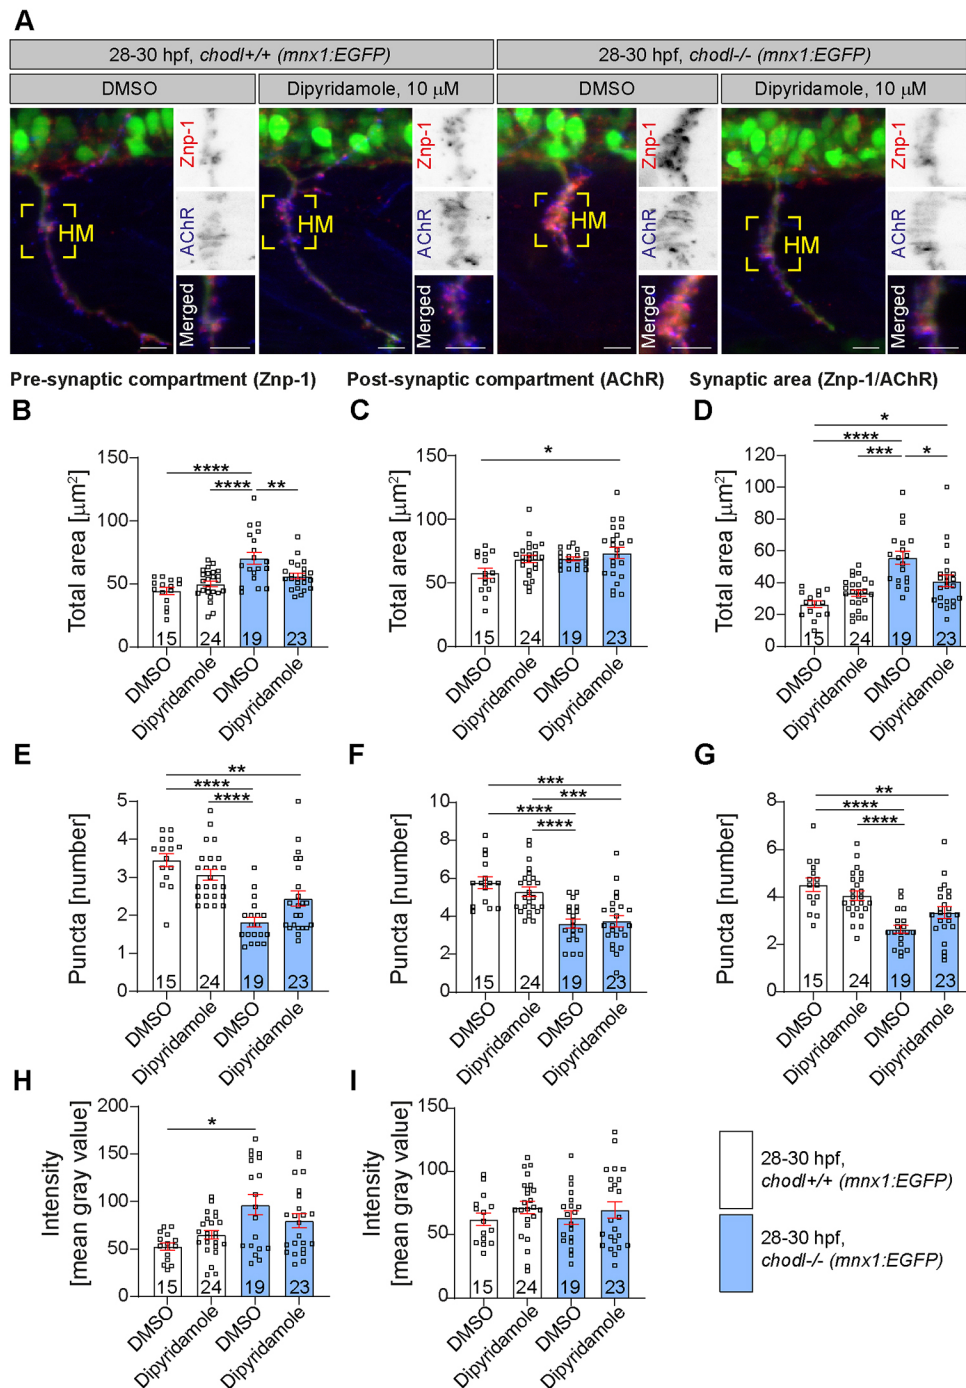 A
28-30 hpf, chodl+/+ (mnx1:EGFP)
28-30 hpf, chodl-/- (mnx1:EGFP)
DMSO
Dipyridamole, 10 μM
DMSO
Dipyridamole, 10 μM
HM
Znp-1
AChR
Merged
HM
Znp-1
AChR
Merged
HM
Znp-1
AChR
Merged
HM
Znp-1
AChR
Merged
Pre-synaptic compartment (Znp-1)
Post-synaptic compartment (AChR)
Synaptic area (Znp-1/AChR)
B
Total area [μm²]
150
100
50
0
****
**** **
15 24 19 23
DMSO
Dipyridamole
DMSO
Dipyridamole
C
Total area [μm²]
150
100
50
0
*
15 24 19 23
DMSO
Dipyridamole
DMSO
Dipyridamole
D
Total area [μm²]
120
100
80
60
40
20
0
*
****
*** *
15 24 19 23
DMSO
Dipyridamole
DMSO
Dipyridamole
E
Puncta [number]
5
4
3
2
1
0
**
****
****
15 24 19 23
DMSO
Dipyridamole
DMSO
Dipyridamole
F
Puncta [number]
10
8
6
4
2
0
***
***
****
****
15 24 19 23
DMSO
Dipyridamole
DMSO
Dipyridamole
G
Puncta [number]
8
6
4
2
0
**
****
****
15 24 19 23
DMSO
Dipyridamole
DMSO
Dipyridamole
H
Intensity
[mean gray value]
200
150
100
50
0
*
15 24 19 23
DMSO
Dipyridamole
DMSO
Dipyridamole
I
Intensity
[mean gray value]
150
100
50
0
15 24 19 23
DMSO
Dipyridamole
DMSO
Dipyridamole
28-30 hpf,
chodl+/+ (mnx1:EGFP)
28-30 hpf,
chodl-/- (mnx1:EGFP)